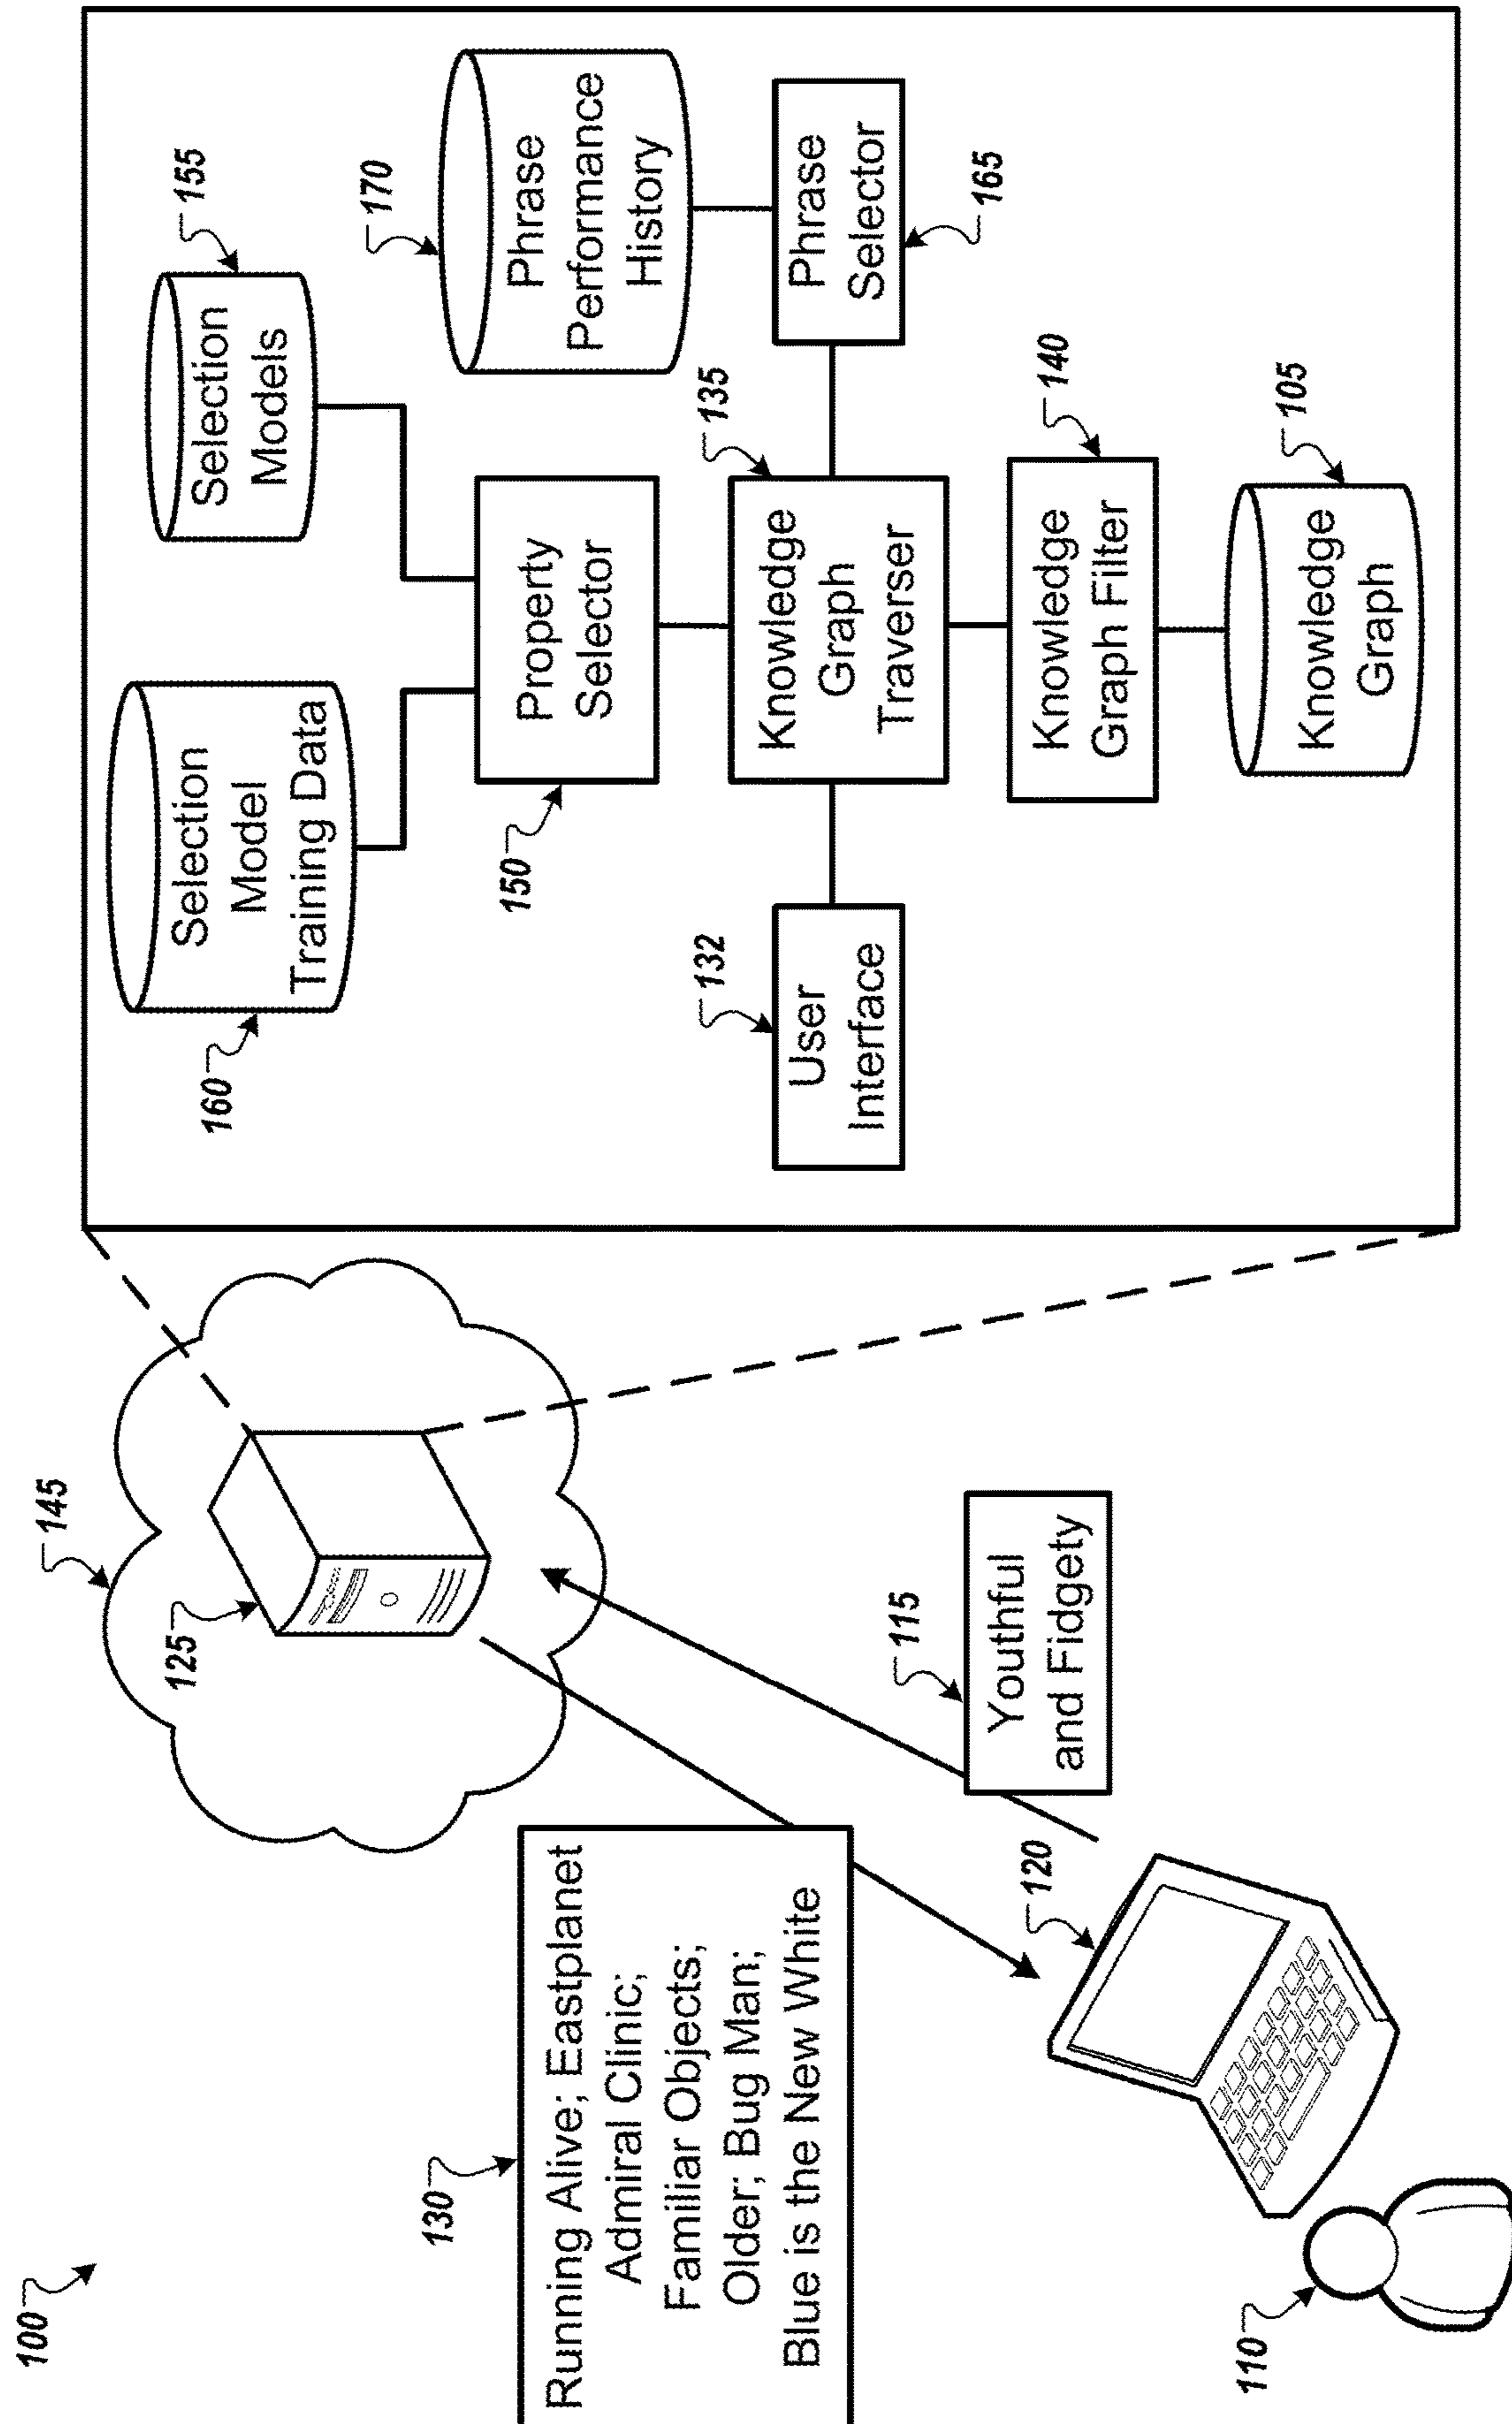 100
145
125
130
Running Alive; Eastplanet
Admiral Clinic;
Familiar Objects;
Older; Bug Man;
Blue is the New White
115
Youthful
and Fidgety
120
110
160
Selection
Model
Training Data
155
Selection
Models
150
Property
Selector
170
Phrase
Performance
History
132
User
Interface
135
Knowledge
Graph
Traverser
Phrase
Selector
165
140
Knowledge
Graph Filter
105
Knowledge
Graph